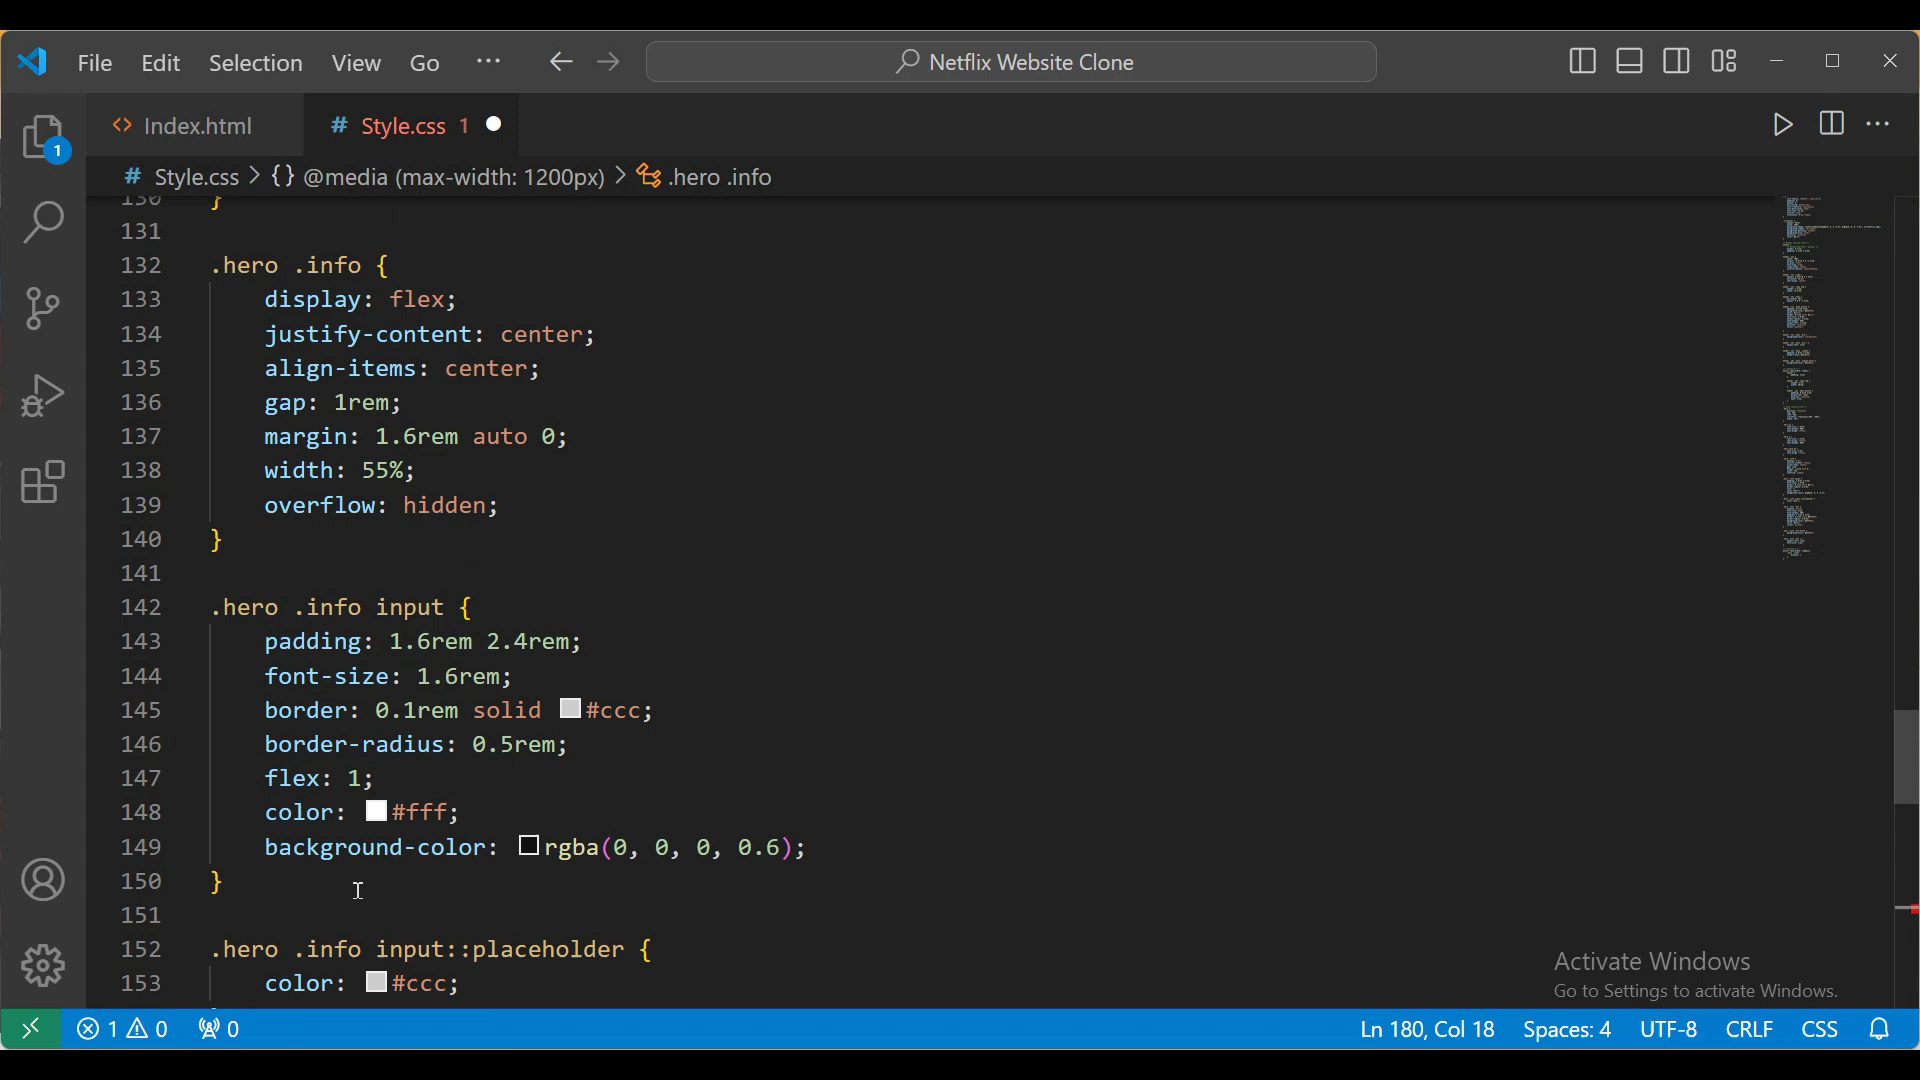 File Edit Selection View Go ··· Netflix Website Clone
1
<> Index.html # Style.css 1
# Style.css > {} @media (max-width: 1200px) > .hero .info
130 }
131
132 .hero .info {
133 display: flex;
134 justify-content: center;
135 align-items: center;
136 gap: 1rem;
137 margin: 1.6rem auto 0;
138 width: 55%;
139 overflow: hidden;
140 }
141
142 .hero .info input {
143 padding: 1.6rem 2.4rem;
144 font-size: 1.6rem;
145 border: 0.1rem solid #ccc;
146 border-radius: 0.5rem;
147 flex: 1;
148 color: #fff;
149 background-color: rgba(0, 0, 0, 0.6);
150 }
151
152 .hero .info input::placeholder {
153 color: #ccc;
Activate Windows
Go to Settings to activate Windows.
1 0 0 Ln 180, Col 18 Spaces: 4 UTF-8 CRLF CSS